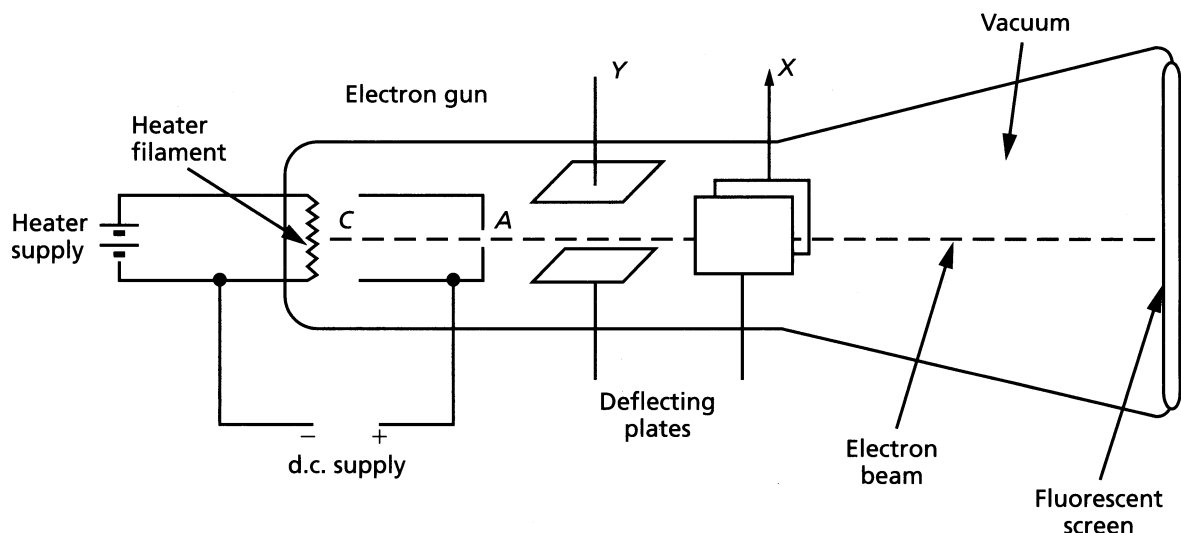 Vacuum
Y
X
Electron gun
Heater
filament
Heater
supply
C
A
Deflecting
plates
− +
d.c. supply
Electron
beam
Fluorescent
screen